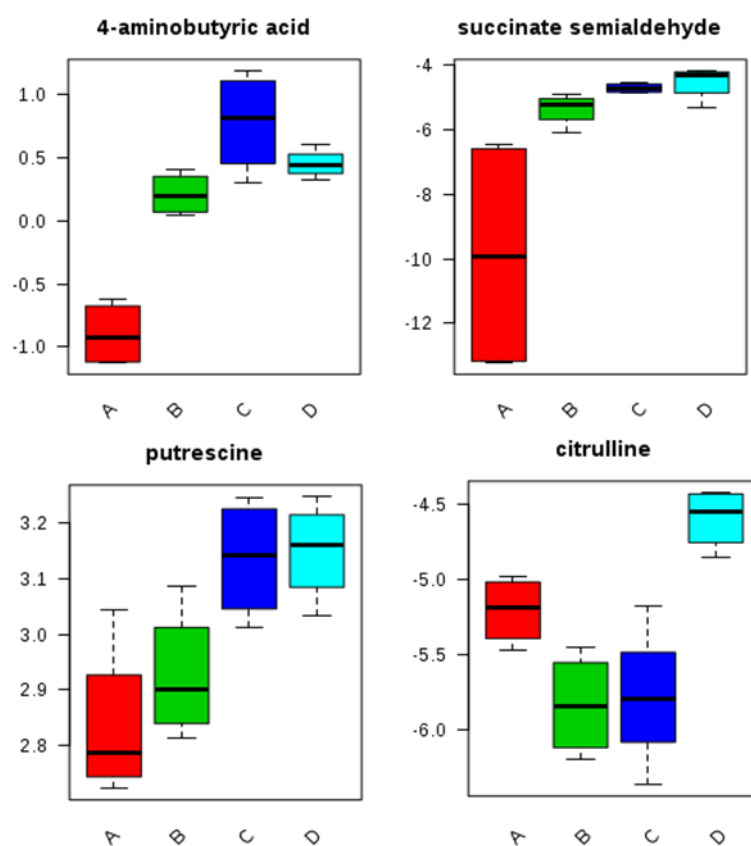 4-aminobutyric acid
1.0
0.5
0.0
-0.5
-1.0
A B C D
succinate semialdehyde
-4
-6
-8
-10
-12
A B C D
putrescine
3.2
3.1
3.0
2.9
2.8
A B C D
citrulline
-4.5
-5.0
-5.5
-6.0
A B C D